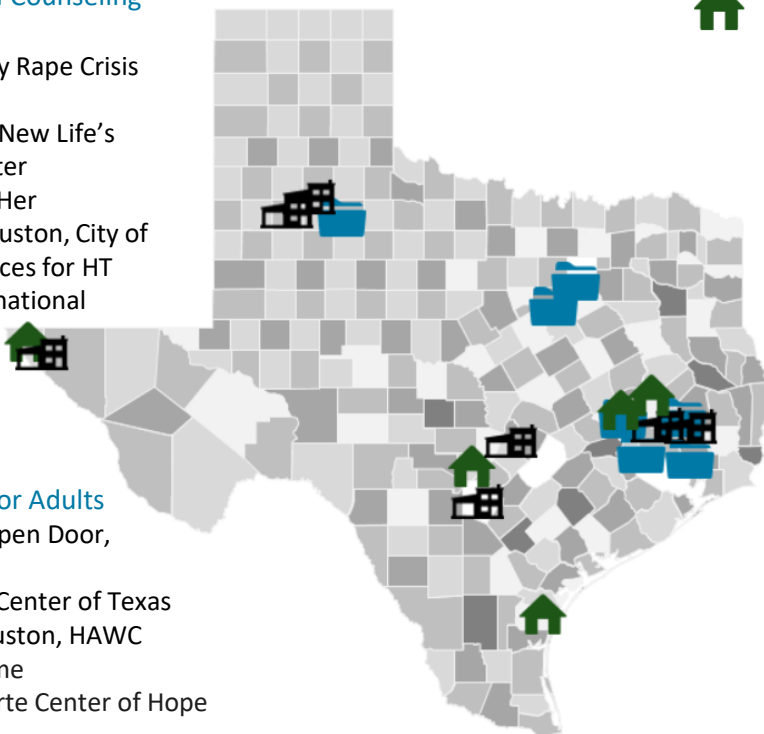 Counseling
y Rape Crisis
New Life's
ter
Her
uston, City of
ces for HT
national
or Adults
pen Door,
Center of Texas
uston, HAWC
ne
rte Center of Hope